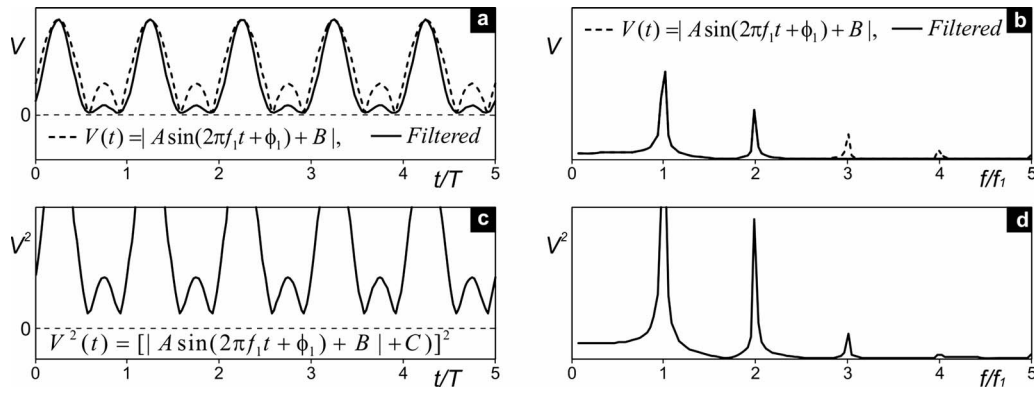 a
V
0
V(t)=| A sin(2πf₁t+ϕ₁)+B |, Filtered
0 1 2 3 4 5
t/T
b
V
V(t)=| A sin(2πf₁t+ϕ₁)+B |, Filtered
0 1 2 3 4 5
f/f₁
c
V²
0
V²(t) = [| A sin(2πf₁t+ϕ₁)+B |+C)]²
0 1 2 3 4 5
t/T
d
V²
0 1 2 3 4 5
f/f₁